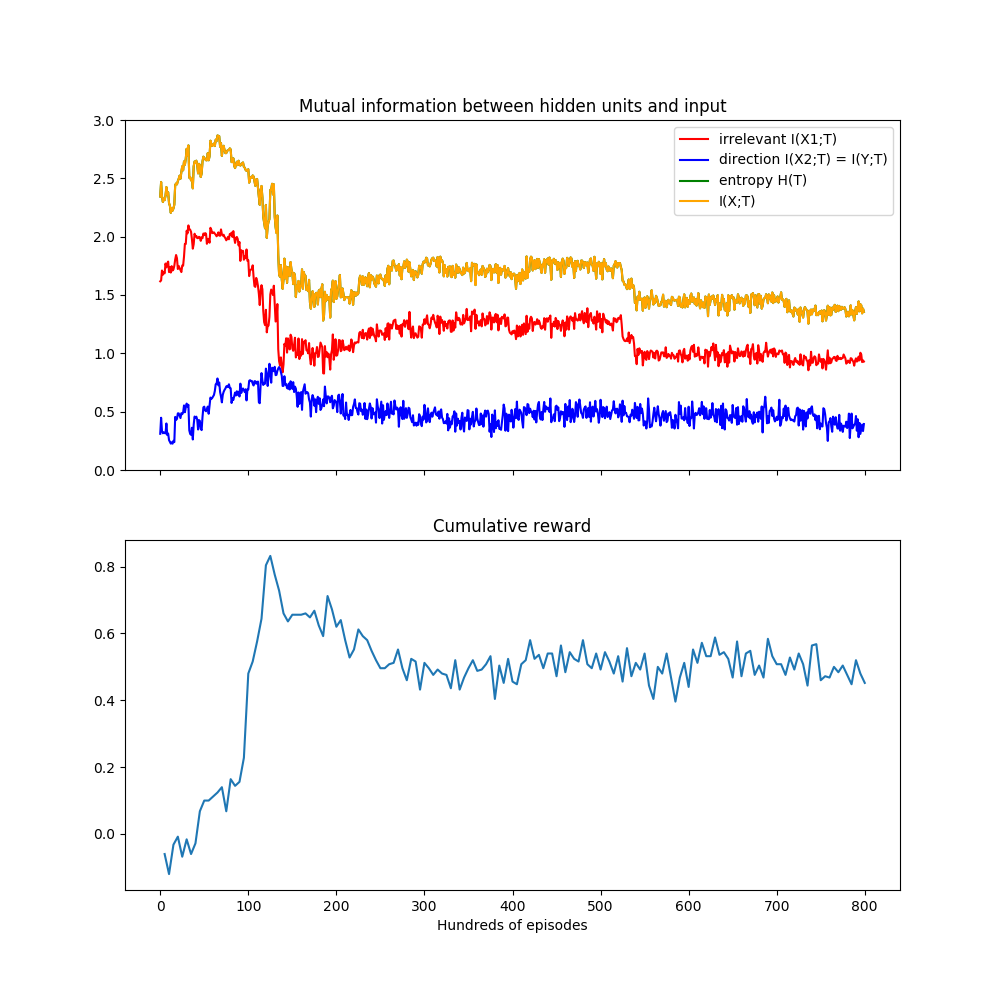 Mutual information between hidden units and input
3.0
2.5
2.0
1.5
1.0
0.5
0.0
irrelevant I(X1;T)
direction I(X2;T) = I(Y;T)
entropy H(T)
I(X;T)
Cumulative reward
0.8
0.6
0.4
0.2
0.0
0 100 200 300 400 500 600 700 800
Hundreds of episodes